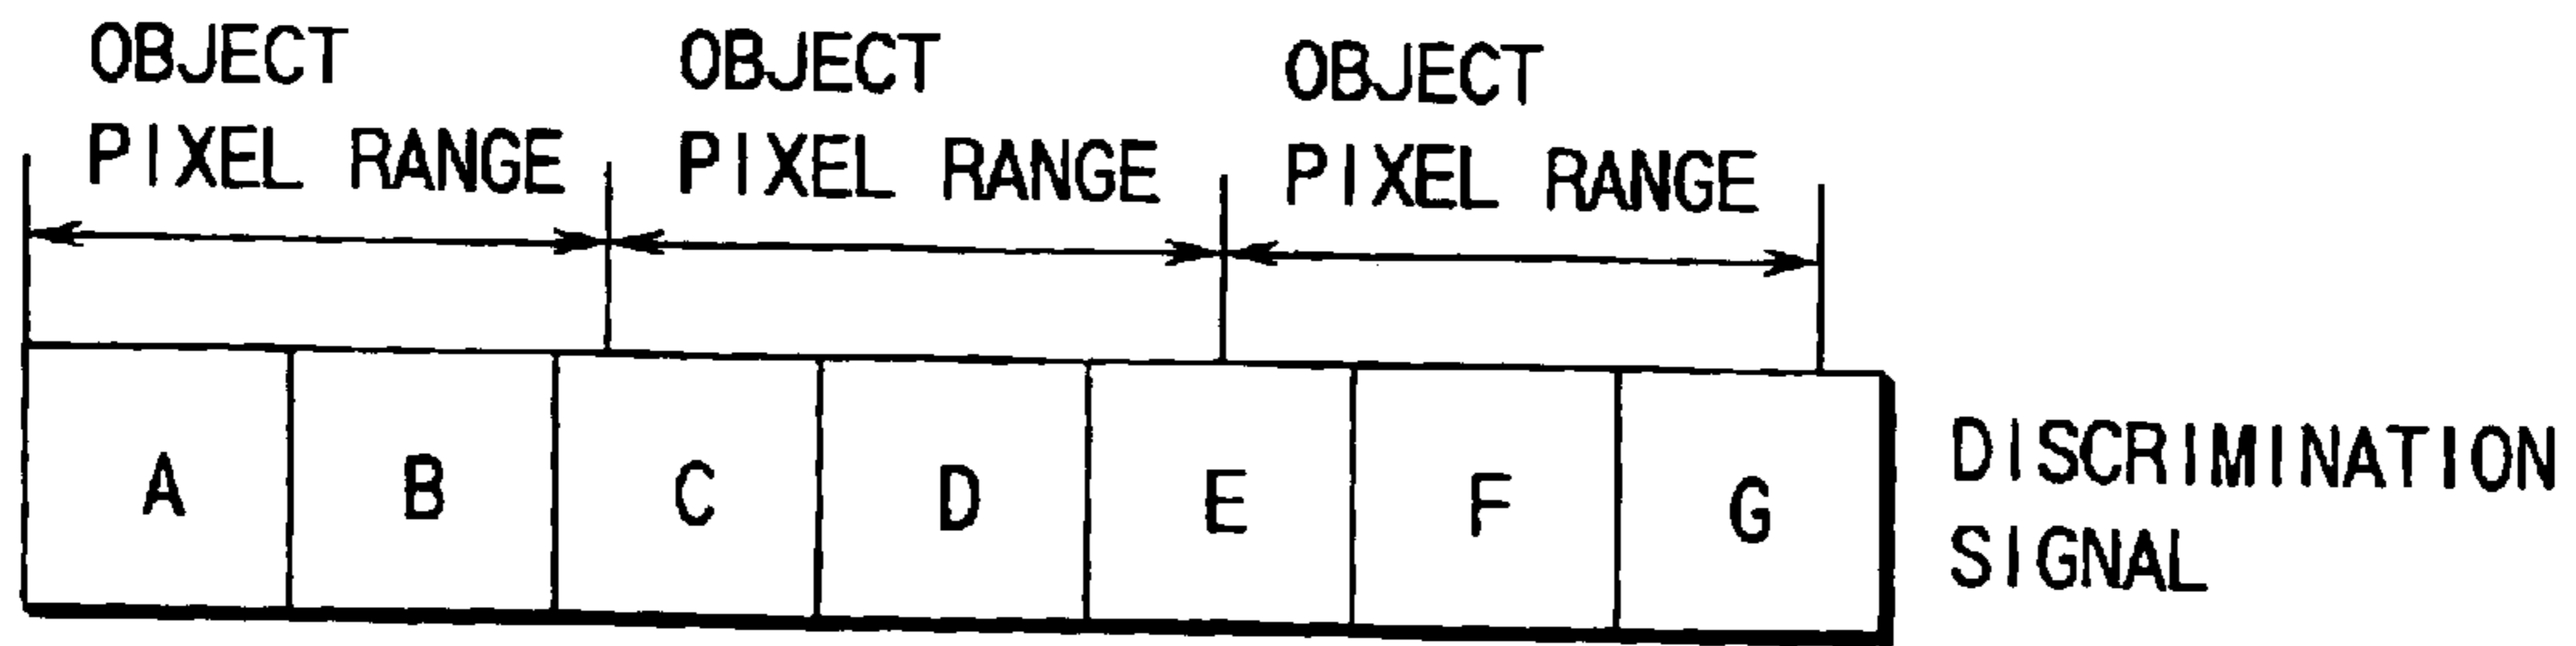 OBJECT
PIXEL RANGE
OBJECT
PIXEL RANGE
OBJECT
PIXEL RANGE
A B C D E F G
DISCRIMINATION
SIGNAL